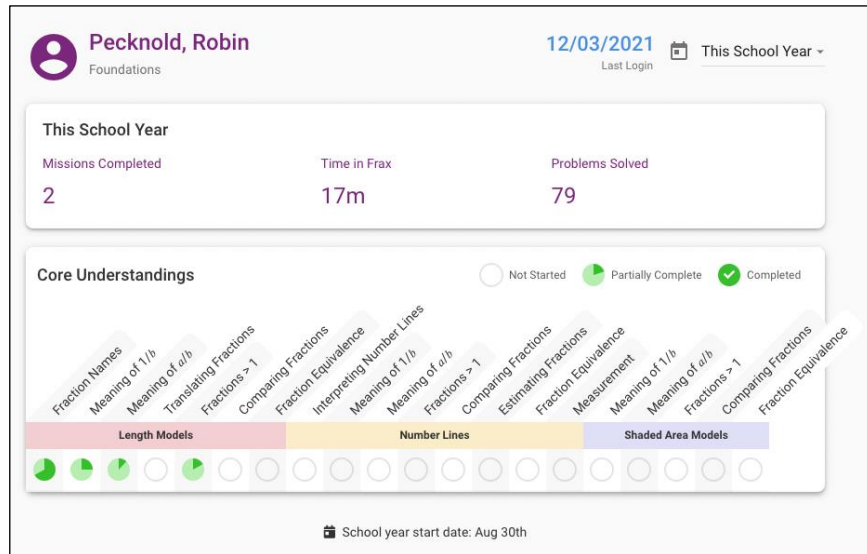 Pecknold, Robin
Foundations
12/03/2021
Last Login
This School Year
This School Year
Missions Completed
2
Time in Frax
17m
Problems Solved
79
Core Understandings
Not Started
Partially Complete
Completed
Fraction Names
Meaning of 1/b
Meaning of a/b
Translating Fractions
Fractions > 1
Comparing Fractions
Fraction Equivalence
Interpreting Number Lines
Meaning of 1/b
Meaning of a/b
Fractions > 1
Comparing Fractions
Estimating Fractions
Fraction Equivalence
Measurement
Meaning of 1/b
Meaning of a/b
Fractions > 1
Comparing Fractions
Fraction Equivalence
Length Models
Number Lines
Shaded Area Models
School year start date: Aug 30th